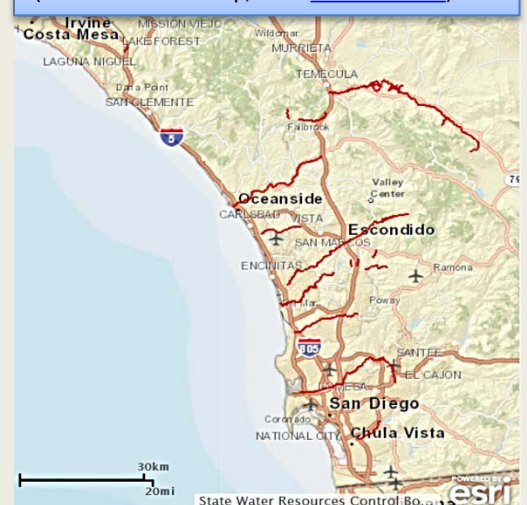 Irvine
MISSION VIEJO
Costa Mesa
LAKE FOREST
Wildomar
MURRIETA
LAGUNA NIGUEL
TEMECULA
Dana Point
SAN CLEMENTE
Fallbrook
5
79
Valley
Center
Oceanside
CARLSBAD
VISTA
Escondido
SAN MARCOS
ENCINITAS
Ramona
Mar
Poway
805
SANTEE
EL CAJON
MESA
San Diego
Coronado
NATIONAL CITY
Chula Vista
30km
20mi
POWERED BY
esri
State Water Resources Control Bo...